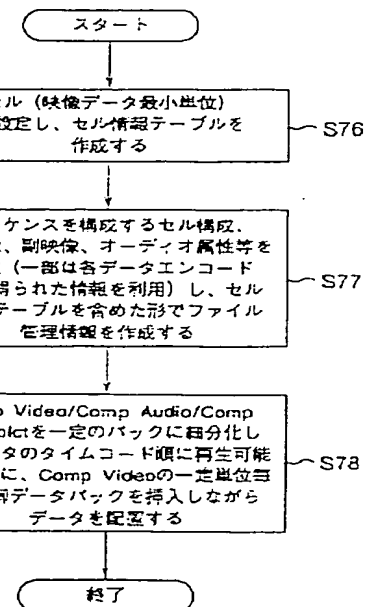 スタート
ル (映像データ最小単位)
設定し、セル情報テーブルを
作成する
S76
ケンスを構成するセル構成、
、副映像、オーディオ属性等を
(一部は各データエンコード
得られた情報を利用) し、セル
テーブルを含めた形でファイル
管理情報を作成する
S77
Video/Comp Audio/Comp
pictを一定のパックに細分化し
タのタイムコード順に再生可能
に、Comp Videoの一定単位毎
データパックを挿入しながら
データを配置する
S78
終了